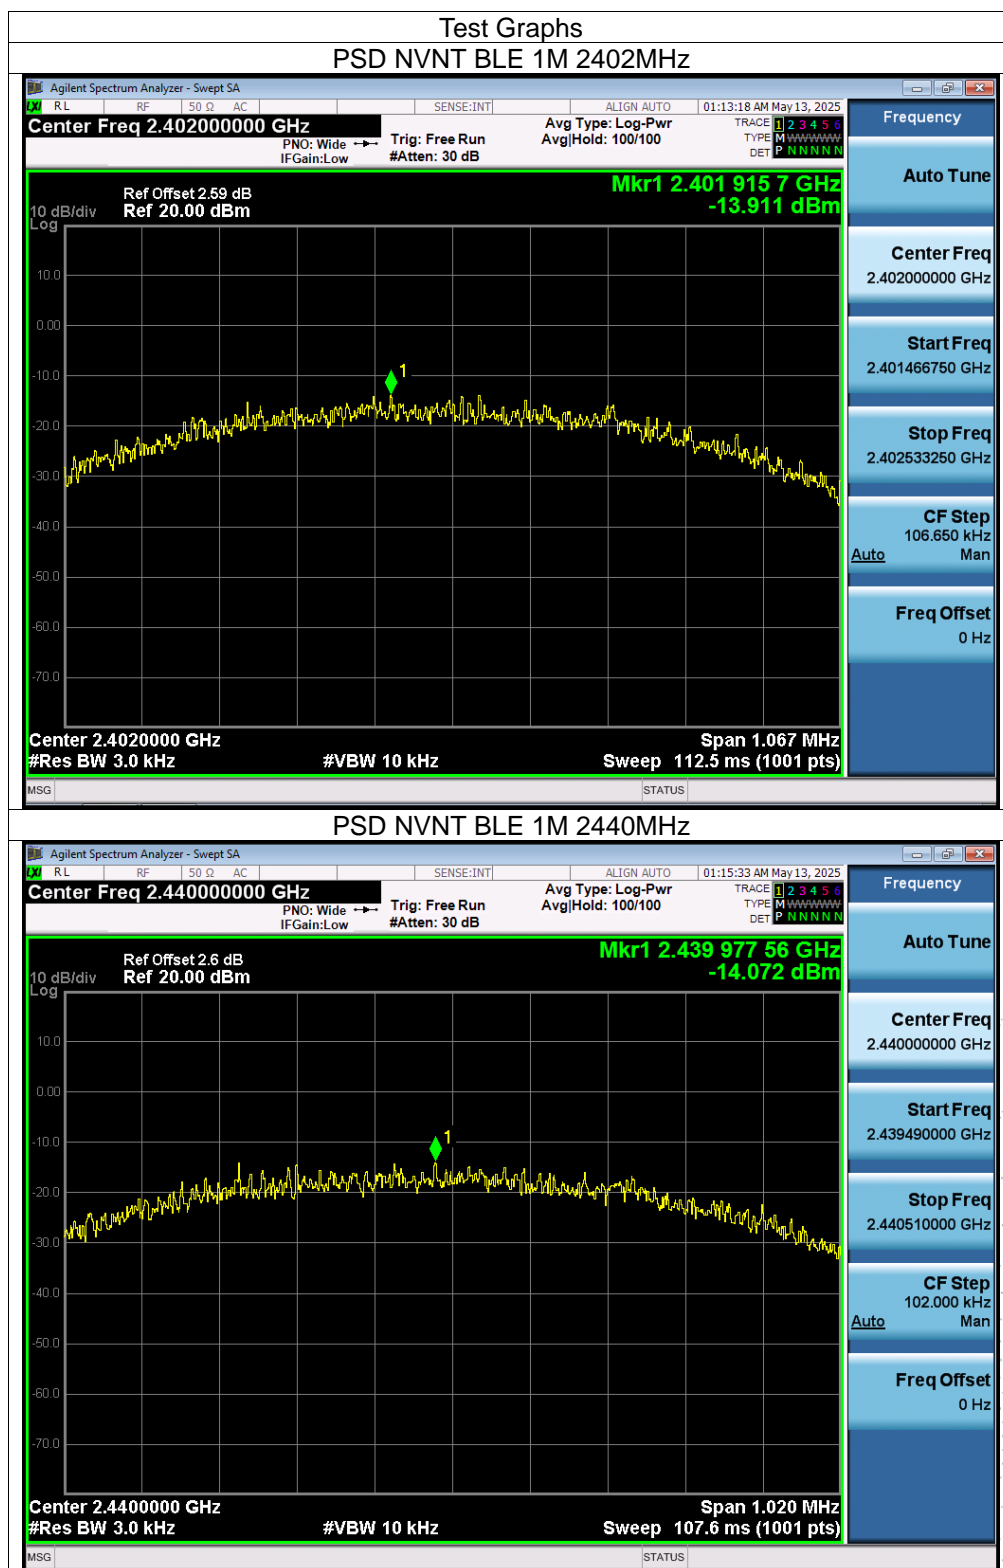 Test Graphs
PSD NVNT BLE 1M 2402MHz
Agilent Spectrum Analyzer - Swept SA
LXI RL RF 50 Ω AC SENSE:INT ALIGN AUTO 01:13:18 AM May 13, 2025
Center Freq 2.402000000 GHz
PNO: Wide
IFGain:Low
Trig: Free Run
#Atten: 30 dB
Avg Type: Log-Pwr
Avg|Hold: 100/100
TRACE 1 2 3 4 5 6
TYPE M WWWWW
DET P N N N N N
Frequency
Auto Tune
Center Freq
2.402000000 GHz
Start Freq
2.401466750 GHz
Stop Freq
2.402533250 GHz
CF Step
106.650 kHz
Auto Man
Freq Offset
0 Hz
Mkr1 2.401 915 7 GHz
-13.911 dBm
Ref Offset 2.59 dB
10 dB/div Ref 20.00 dBm
Log
10.0
0.00
-10.0
-20.0
-30.0
-40.0
-50.0
-60.0
-70.0
1
Center 2.4020000 GHz Span 1.067 MHz
#Res BW 3.0 kHz #VBW 10 kHz Sweep 112.5 ms (1001 pts)
MSG STATUS
PSD NVNT BLE 1M 2440MHz
Agilent Spectrum Analyzer - Swept SA
LXI RL RF 50 Ω AC SENSE:INT ALIGN AUTO 01:15:33 AM May 13, 2025
Center Freq 2.440000000 GHz
PNO: Wide
IFGain:Low
Trig: Free Run
#Atten: 30 dB
Avg Type: Log-Pwr
Avg|Hold: 100/100
TRACE 1 2 3 4 5 6
TYPE M WWWWW
DET P N N N N N
Frequency
Auto Tune
Center Freq
2.440000000 GHz
Start Freq
2.439490000 GHz
Stop Freq
2.440510000 GHz
CF Step
102.000 kHz
Auto Man
Freq Offset
0 Hz
Mkr1 2.439 977 56 GHz
-14.072 dBm
Ref Offset 2.6 dB
10 dB/div Ref 20.00 dBm
Log
10.0
0.00
-10.0
-20.0
-30.0
-40.0
-50.0
-60.0
-70.0
1
Center 2.4400000 GHz Span 1.020 MHz
#Res BW 3.0 kHz #VBW 10 kHz Sweep 107.6 ms (1001 pts)
MSG STATUS